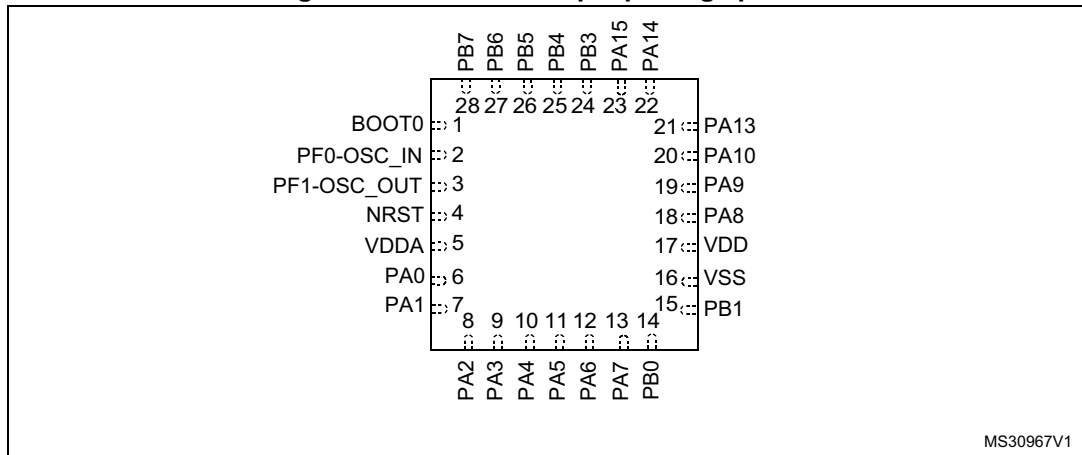 PB7
PB6
PB5
PB4
PB3
PA15
PA14
28 27 26 25 24 23 22
BOOT0 1
PF0-OSC_IN 2
PF1-OSC_OUT 3
NRST 4
VDDA 5
PA0 6
PA1 7
21 PA13
20 PA10
19 PA9
18 PA8
17 VDD
16 VSS
15 PB1
8 9 10 11 12 13 14
PA2
PA3
PA4
PA5
PA6
PA7
PB0
MS30967V1